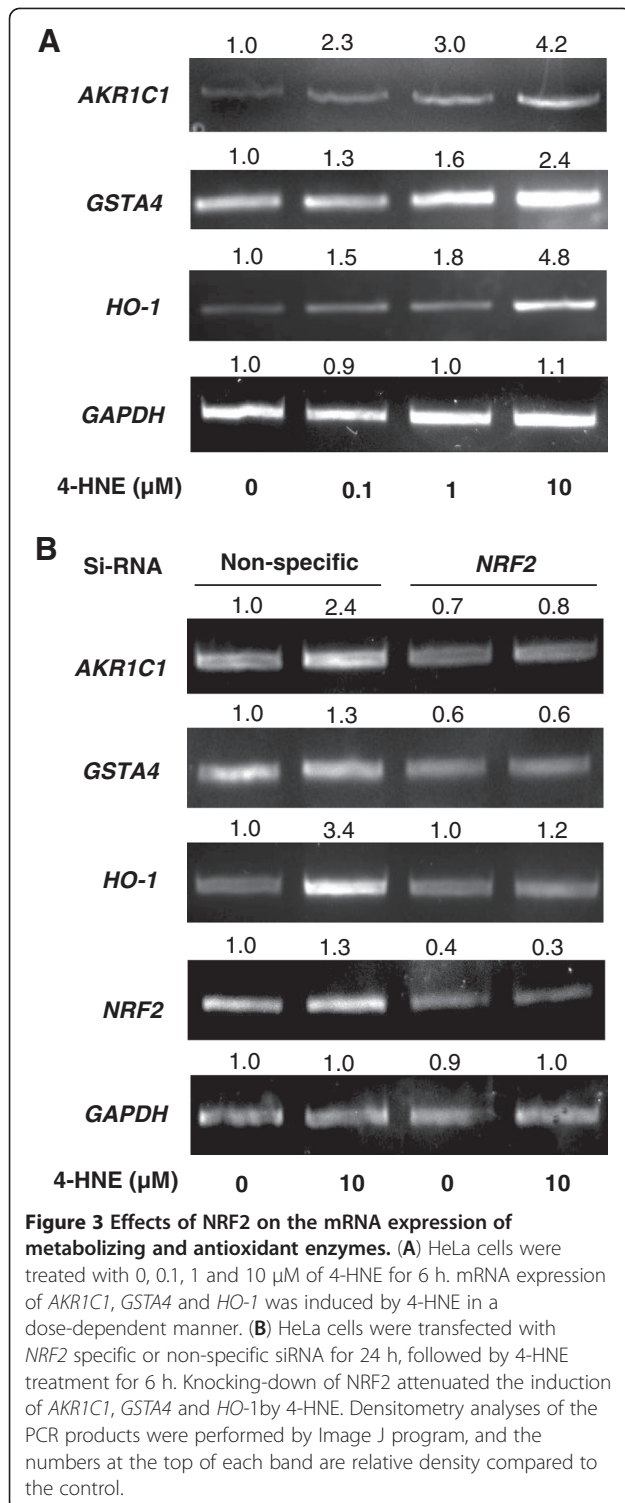 A
1.0 2.3 3.0 4.2
AKR1C1
1.0 1.3 1.6 2.4
GSTA4
1.0 1.5 1.8 4.8
HO-1
1.0 0.9 1.0 1.1
GAPDH
4-HNE (µM) 0 0.1 1 10
B Si-RNA Non-specific NRF2
1.0 2.4 0.7 0.8
AKR1C1
1.0 1.3 0.6 0.6
GSTA4
1.0 3.4 1.0 1.2
HO-1
1.0 1.3 0.4 0.3
NRF2
1.0 1.0 0.9 1.0
GAPDH
4-HNE (µM) 0 10 0 10
Figure 3 Effects of NRF2 on the mRNA expression of
metabolizing and antioxidant enzymes. (A) HeLa cells were
treated with 0, 0.1, 1 and 10 µM of 4-HNE for 6 h. mRNA expression
of AKR1C1, GSTA4 and HO-1 was induced by 4-HNE in a
dose-dependent manner. (B) HeLa cells were transfected with
NRF2 specific or non-specific siRNA for 24 h, followed by 4-HNE
treatment for 6 h. Knocking-down of NRF2 attenuated the induction
of AKR1C1, GSTA4 and HO-1by 4-HNE. Densitometry analyses of the
PCR products were performed by Image J program, and the
numbers at the top of each band are relative density compared to
the control.